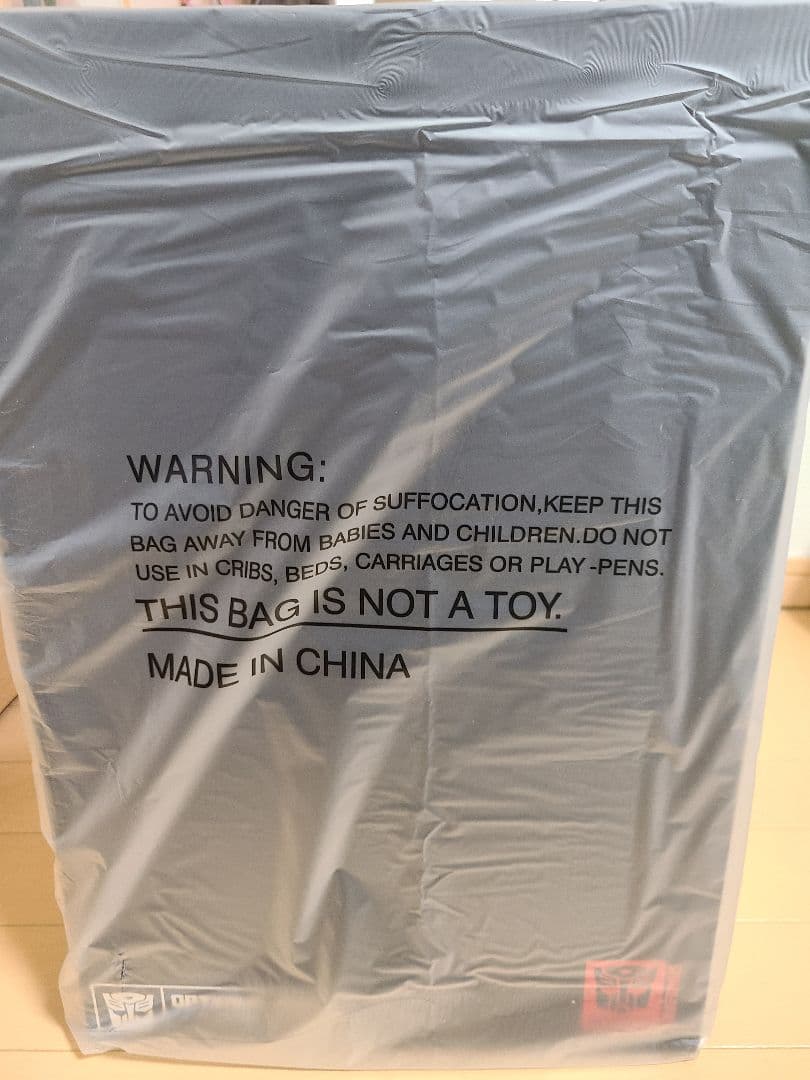 WARNING:
TO AVOID DANGER OF SUFFOCATION,KEEP THIS
BAG AWAY FROM BABIES AND CHILDREN.DO NOT
USE IN CRIBS, BEDS, CARRIAGES OR PLAY-PENS.
THIS BAG IS NOT A TOY.
MADE IN CHINA